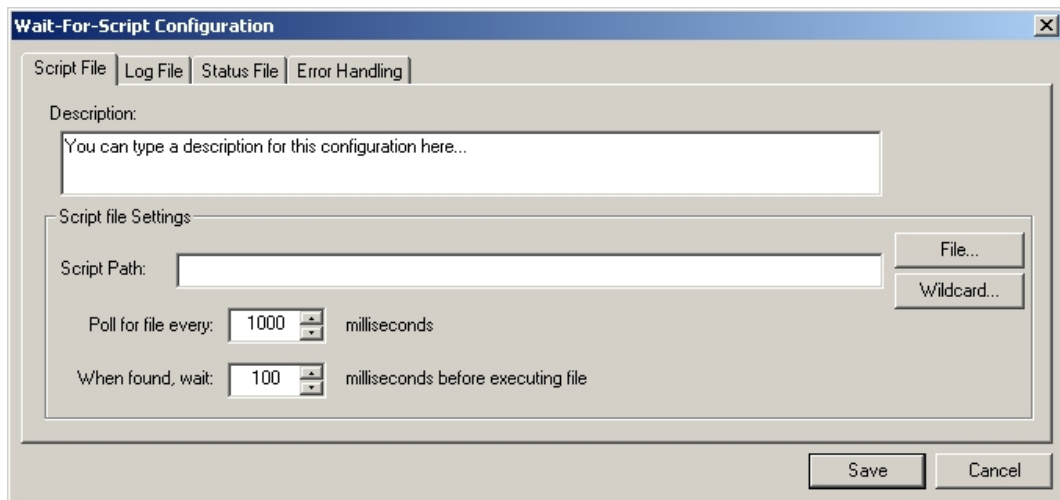 Wait-For-Script Configuration
Script File Log File Status File Error Handling
Description:
You can type a description for this configuration here...
Script file Settings
File...
Script Path:
Wildcard...
Poll for file every: 1000 milliseconds
When found, wait: 100 milliseconds before executing file
Save Cancel